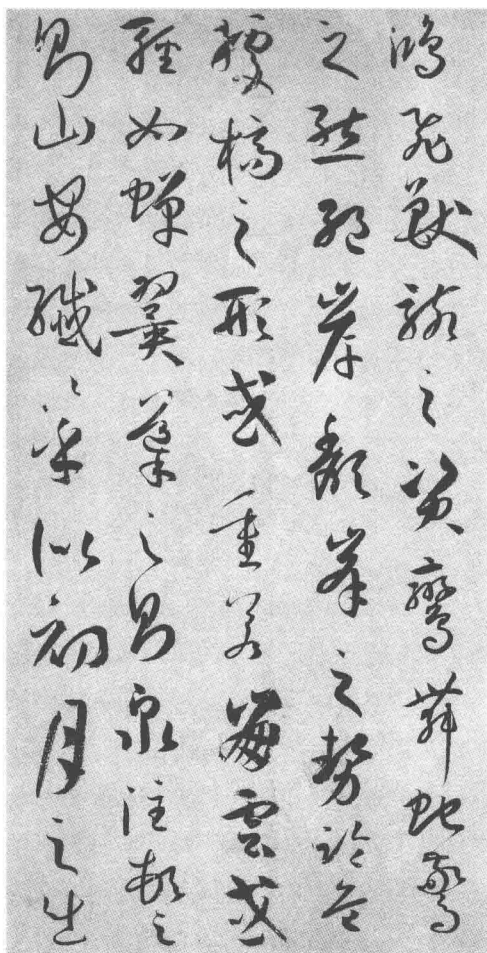 鴻飛獸駭之資鸞舞蛇驚
之態絕岸頹峯之勢臨危
據槁之形或重若崩雲或
輕如蟬翼導之則泉注頓之
則山安纖〻乎似初月之出